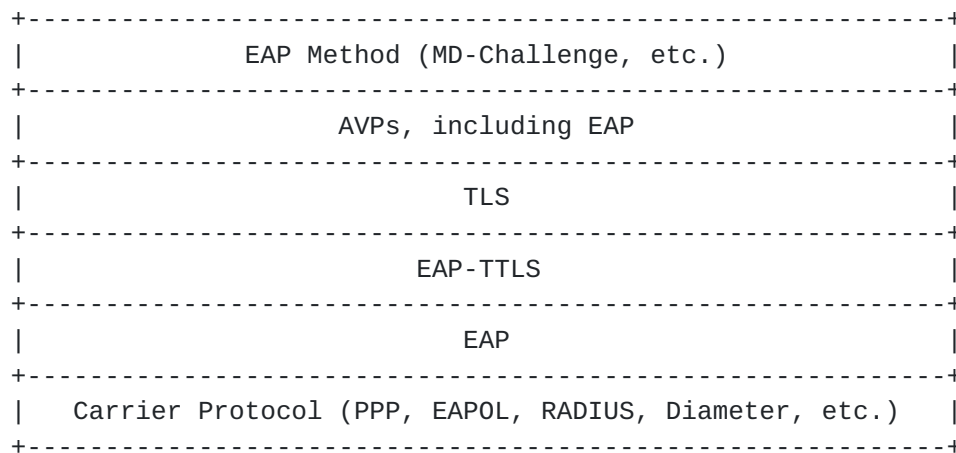 EAP Method (MD-Challenge, etc.)
AVPs, including EAP
TLS
EAP-TTLS
EAP
Carrier Protocol (PPP, EAPOL, RADIUS, Diameter, etc.)